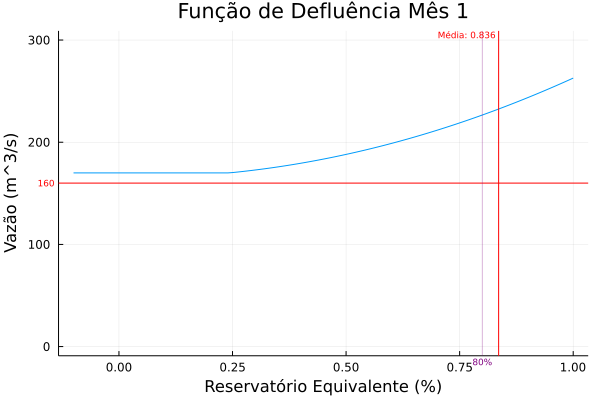 Função de Defluência Mês 1
Média: 0.836
300
200
160
100
0
Vazão (m^3/s)
0.00
0.25
0.50
0.75
80%
1.00
Reservatório Equivalente (%)